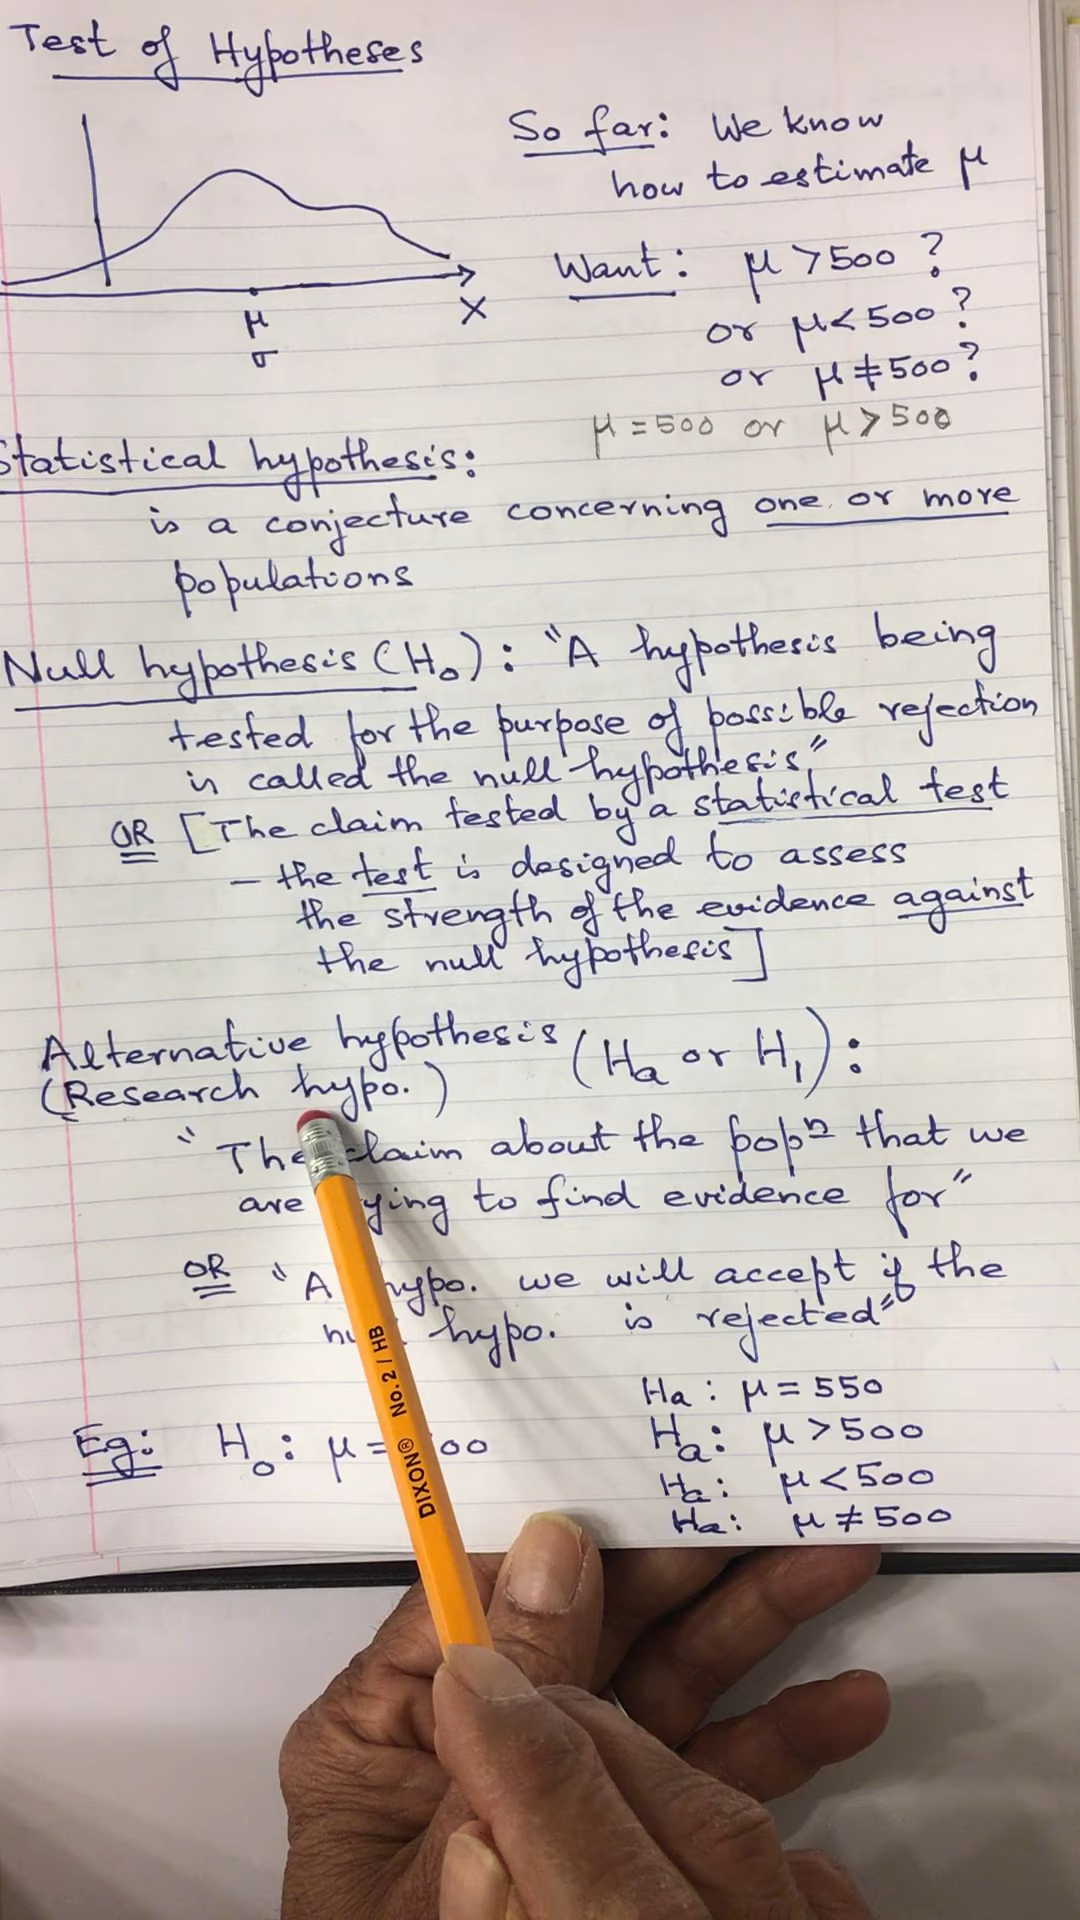 Test of Hypotheses
So far: We know
how to estimate μ
Want: μ > 500 ?
or μ < 500 ?
or μ ≠ 500 ?
μ = 500 or μ > 500
X
μ
σ
Statistical hypothesis:
is a conjecture concerning one or more
populations
Null hypothesis (H₀): "A hypothesis being
tested for the purpose of possible rejection
is called the null hypothesis"
OR [The claim tested by a statistical test
– the test is designed to assess
the strength of the evidence against
the null hypothesis]
Alternative hypothesis (Ha or H₁):
(Research hypo.)
"The claim about the popⁿ that we
are to find evidence for"
OR "A hypo. we will accept if the
hypo. is rejected"
Ha : μ = 550
Eg: H₀ : μ = 00
Ha : μ > 500
Ha : μ < 500
Ha : μ ≠ 500
DIXON® No. 2 / HB